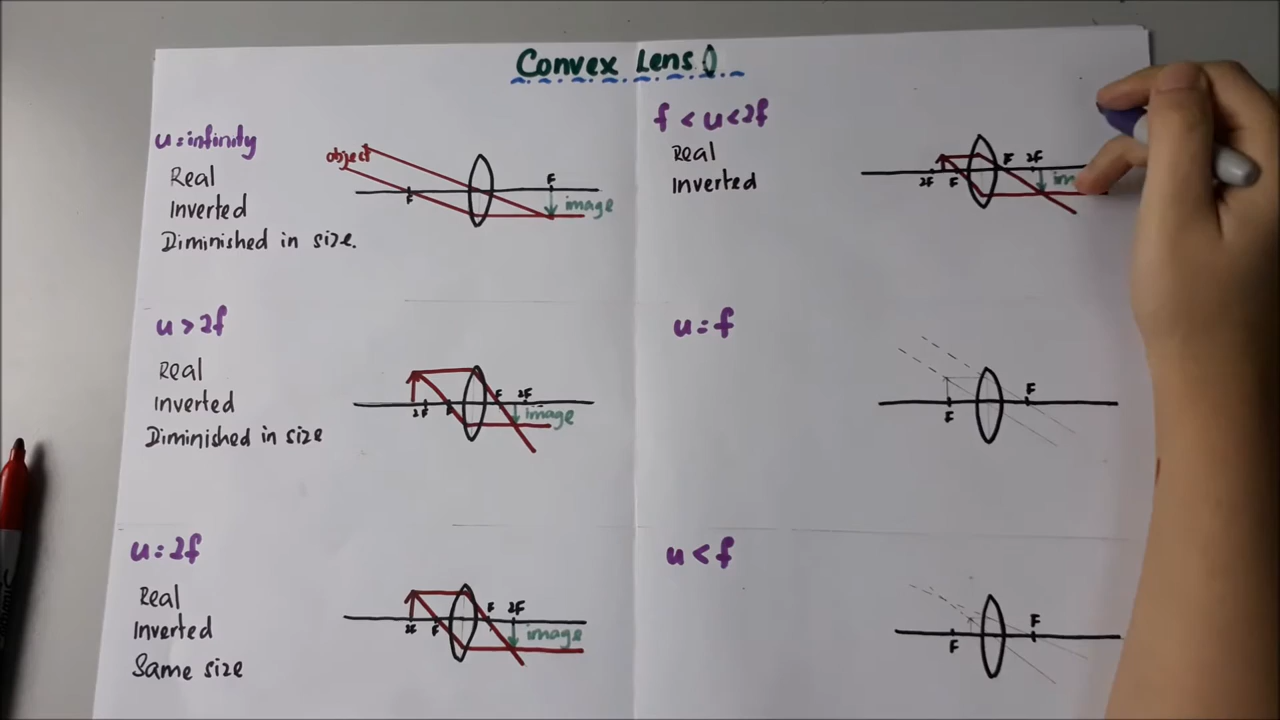 Convex Lens
u = infinity
Real
Inverted
Diminished in size.
object
F
F
image
u > 2f
Real
Inverted
Diminished in size
2F
F
F
2F
image
u = 2f
Real
Inverted
Same size
2F
F
F
2F
image
f < u < 2f
Real
Inverted
2F
F
F
2F
u = f
F
F
u < f
F
F